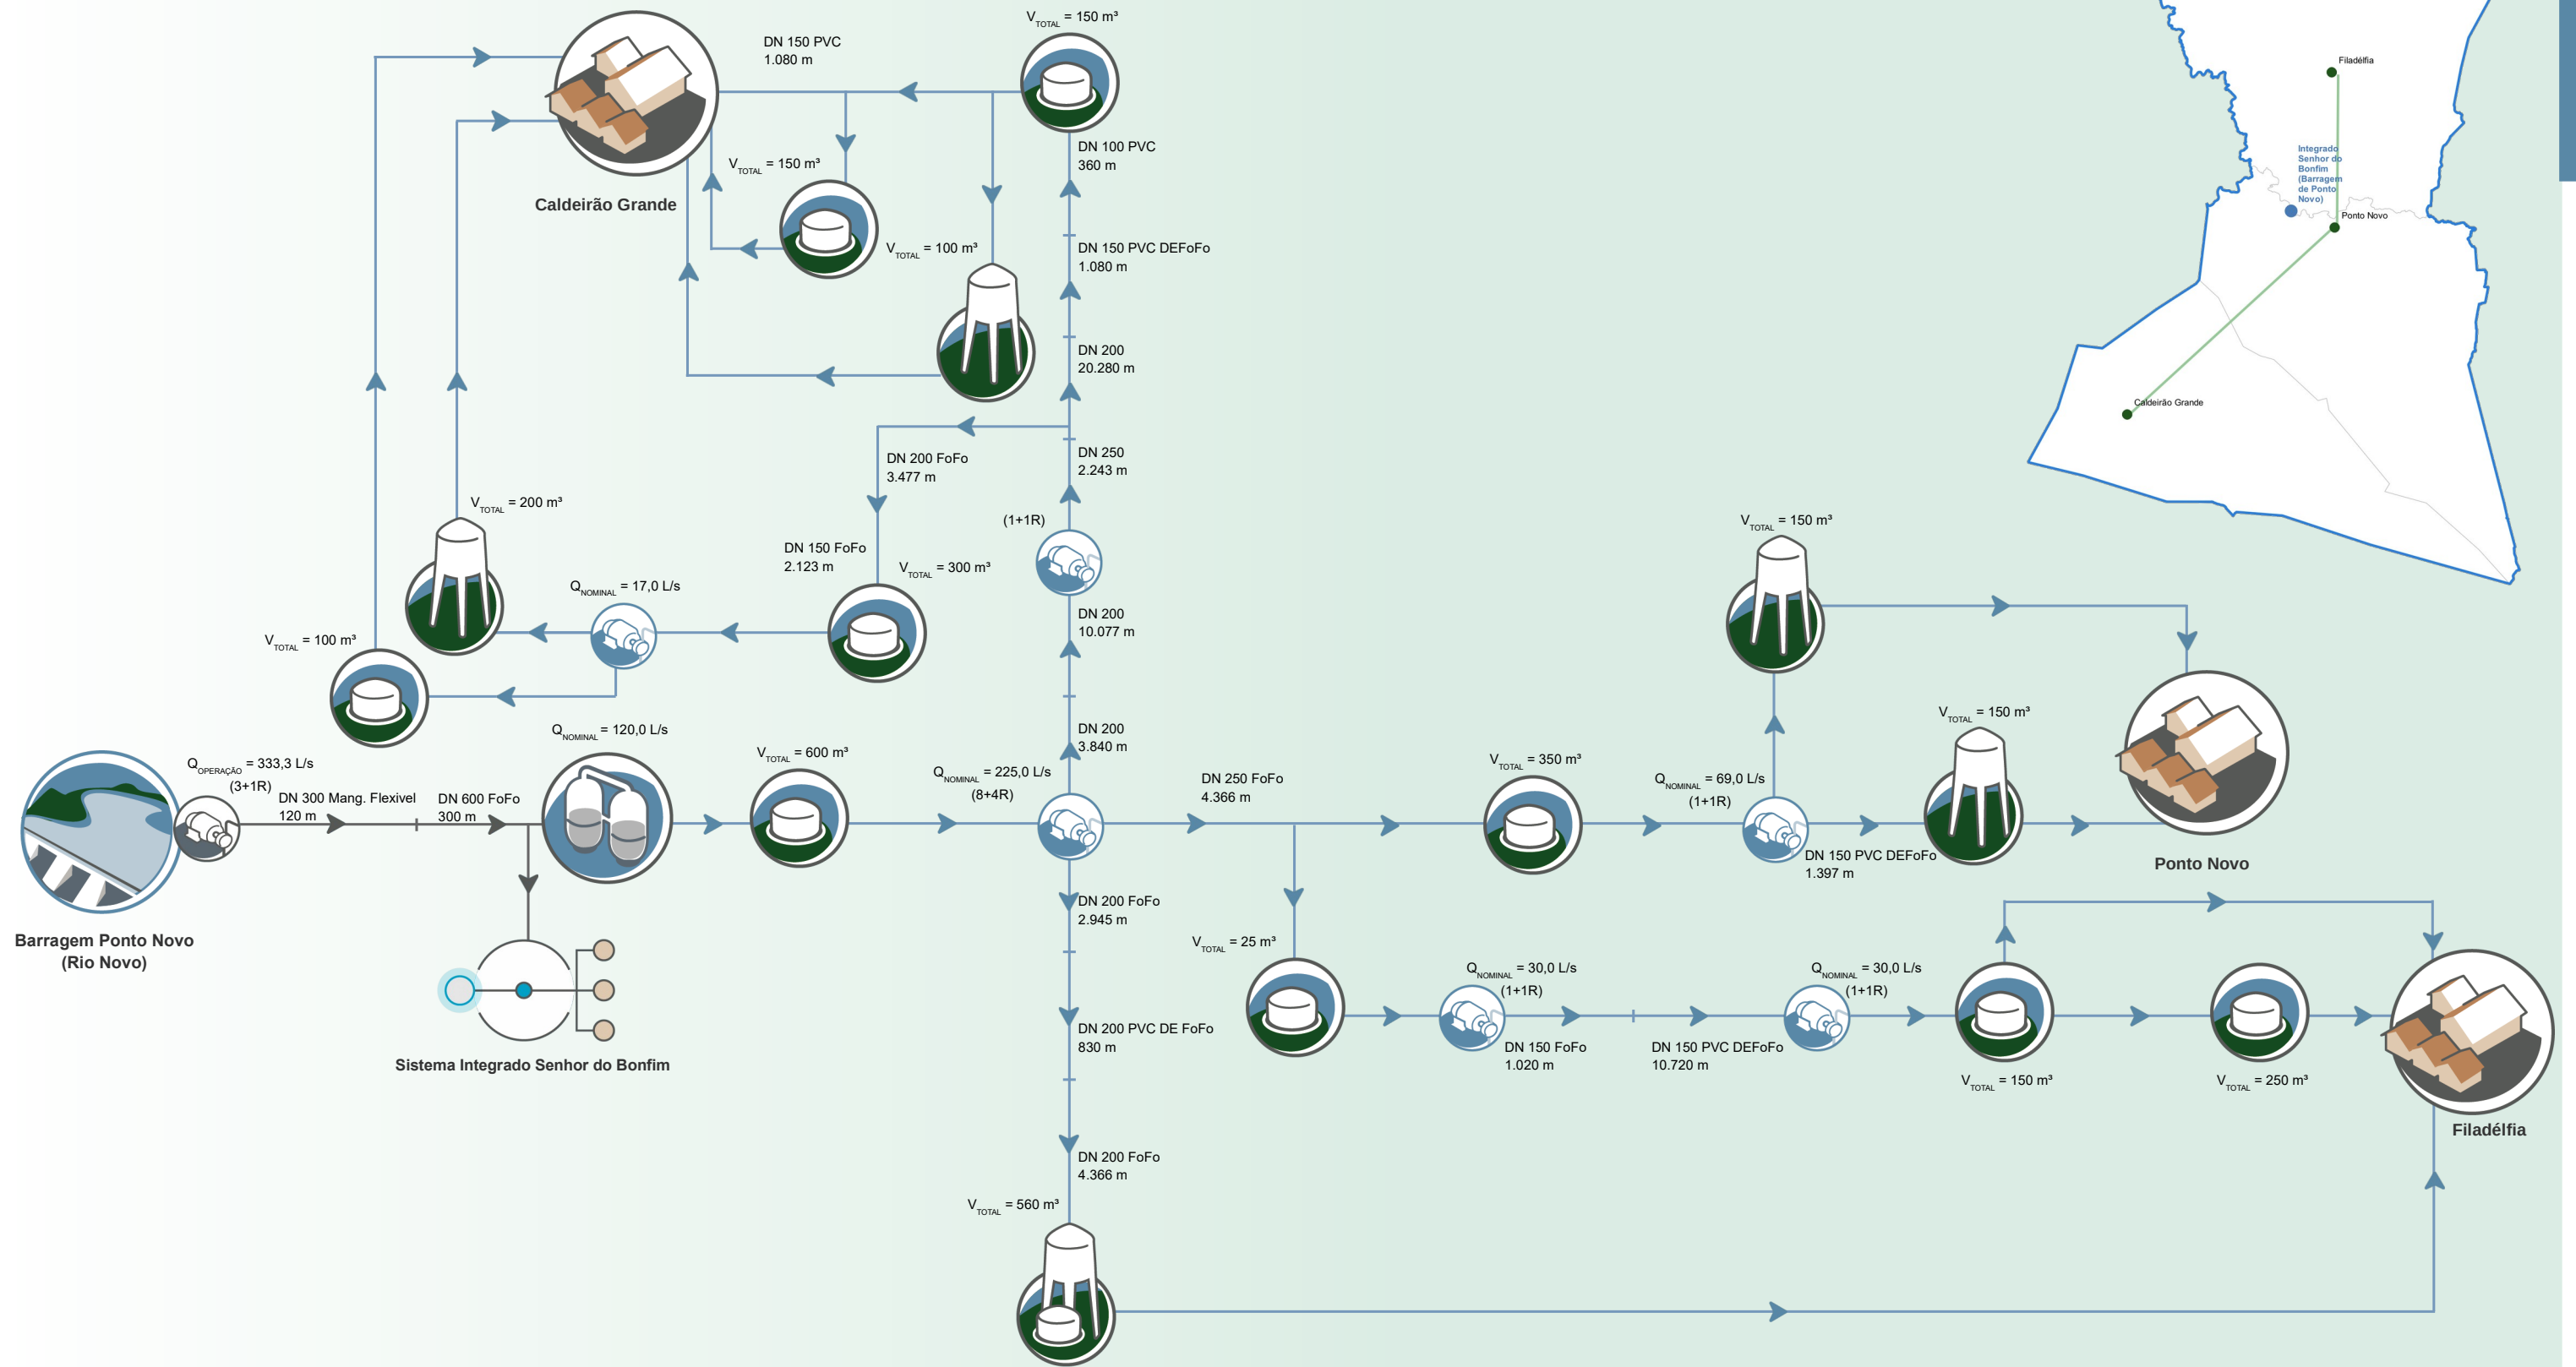 V TOTAL = 150 m³
DN 150 PVC
1.080 m
DN 100 PVC
360 m
V TOTAL = 150 m³
Caldeirão Grande
V TOTAL = 100 m³
DN 150 PVC DEFoFo
1.080 m
DN 200
20.280 m
DN 200 FoFo
3.477 m
DN 250
2.243 m
V TOTAL = 200 m³
(1+1R)
DN 150 FoFo
2.123 m
V TOTAL = 300 m³
Q NOMINAL = 17,0 L/s
DN 200
10.077 m
V TOTAL = 100 m³
Q NOMINAL = 120,0 L/s
DN 200
3.840 m
V TOTAL = 600 m³
Q OPERAÇÃO = 333,3 L/s
(3+1R)
DN 300 Mang. Flexivel
120 m
DN 600 FoFo
300 m
Q NOMINAL = 225,0 L/s
(8+4R)
DN 250 FoFo
4.366 m
V TOTAL = 350 m³
Q NOMINAL = 69,0 L/s
(1+1R)
V TOTAL = 150 m³
V TOTAL = 150 m³
DN 150 PVC DEFoFo
1.397 m
Ponto Novo
Barragem Ponto Novo
(Rio Novo)
Sistema Integrado Senhor do Bonfim
DN 200 FoFo
2.945 m
V TOTAL = 25 m³
DN 200 PVC DE FoFo
830 m
Q NOMINAL = 30,0 L/s
(1+1R)
DN 150 FoFo
1.020 m
DN 150 PVC DEFoFo
10.720 m
Q NOMINAL = 30,0 L/s
(1+1R)
V TOTAL = 150 m³
V TOTAL = 250 m³
Filadélfia
DN 200 FoFo
4.366 m
V TOTAL = 560 m³
Filadélfia
Integrado
Senhor do
Bonfim
(Barragem
de Ponto
Novo)
Ponto Novo
Caldeirão Grande